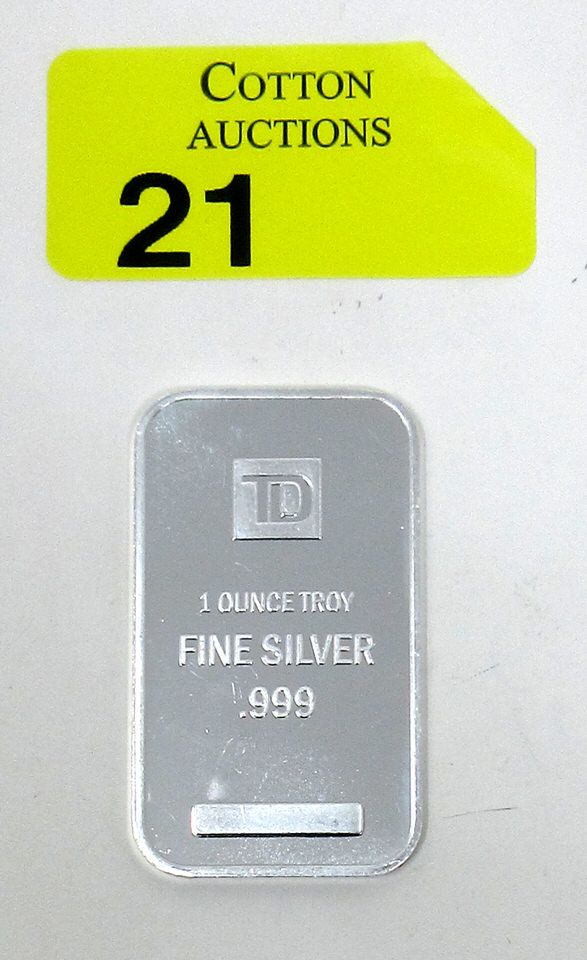 COTTON
AUCTIONS
21
TD
1 OUNCE TROY
FINE SILVER
.999